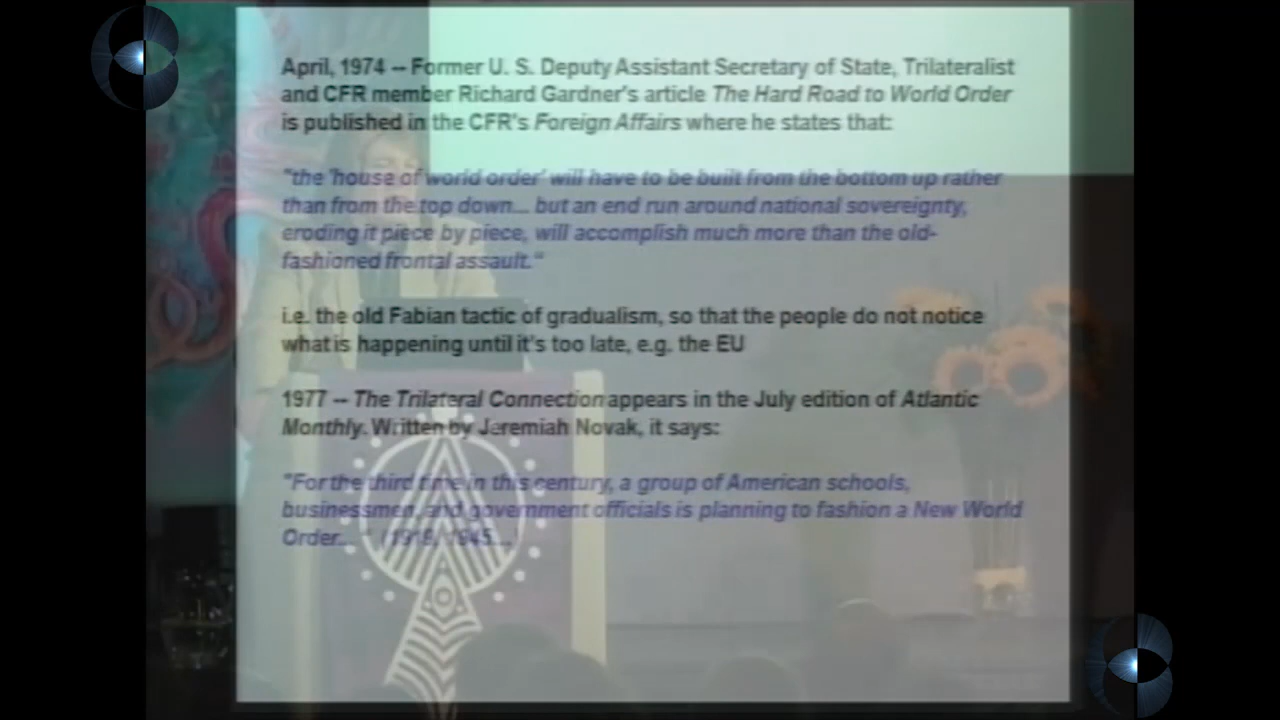 April, 1974 -- Former U. S. Deputy Assistant Secretary of State, Trilateralist
and CFR member Richard Gardner's article The Hard Road to World Order
is published in the CFR's Foreign Affairs where he states that:
"the 'house of world order' will have to be built from the bottom up rather
than from the top down... but an end run around national sovereignty,
eroding it piece by piece, will accomplish much more than the old-
fashioned frontal assault."
i.e. the old Fabian tactic of gradualism, so that the people do not notice
what is happening until it's too late, e.g. the EU
1977 -- The Trilateral Connection appears in the July edition of Atlantic
Monthly. Written by Jeremiah Novak, it says:
"For the third time in this century, a group of American schools,
businessmen, and government officials is planning to fashion a New World
Order..." (1919, 1945...)